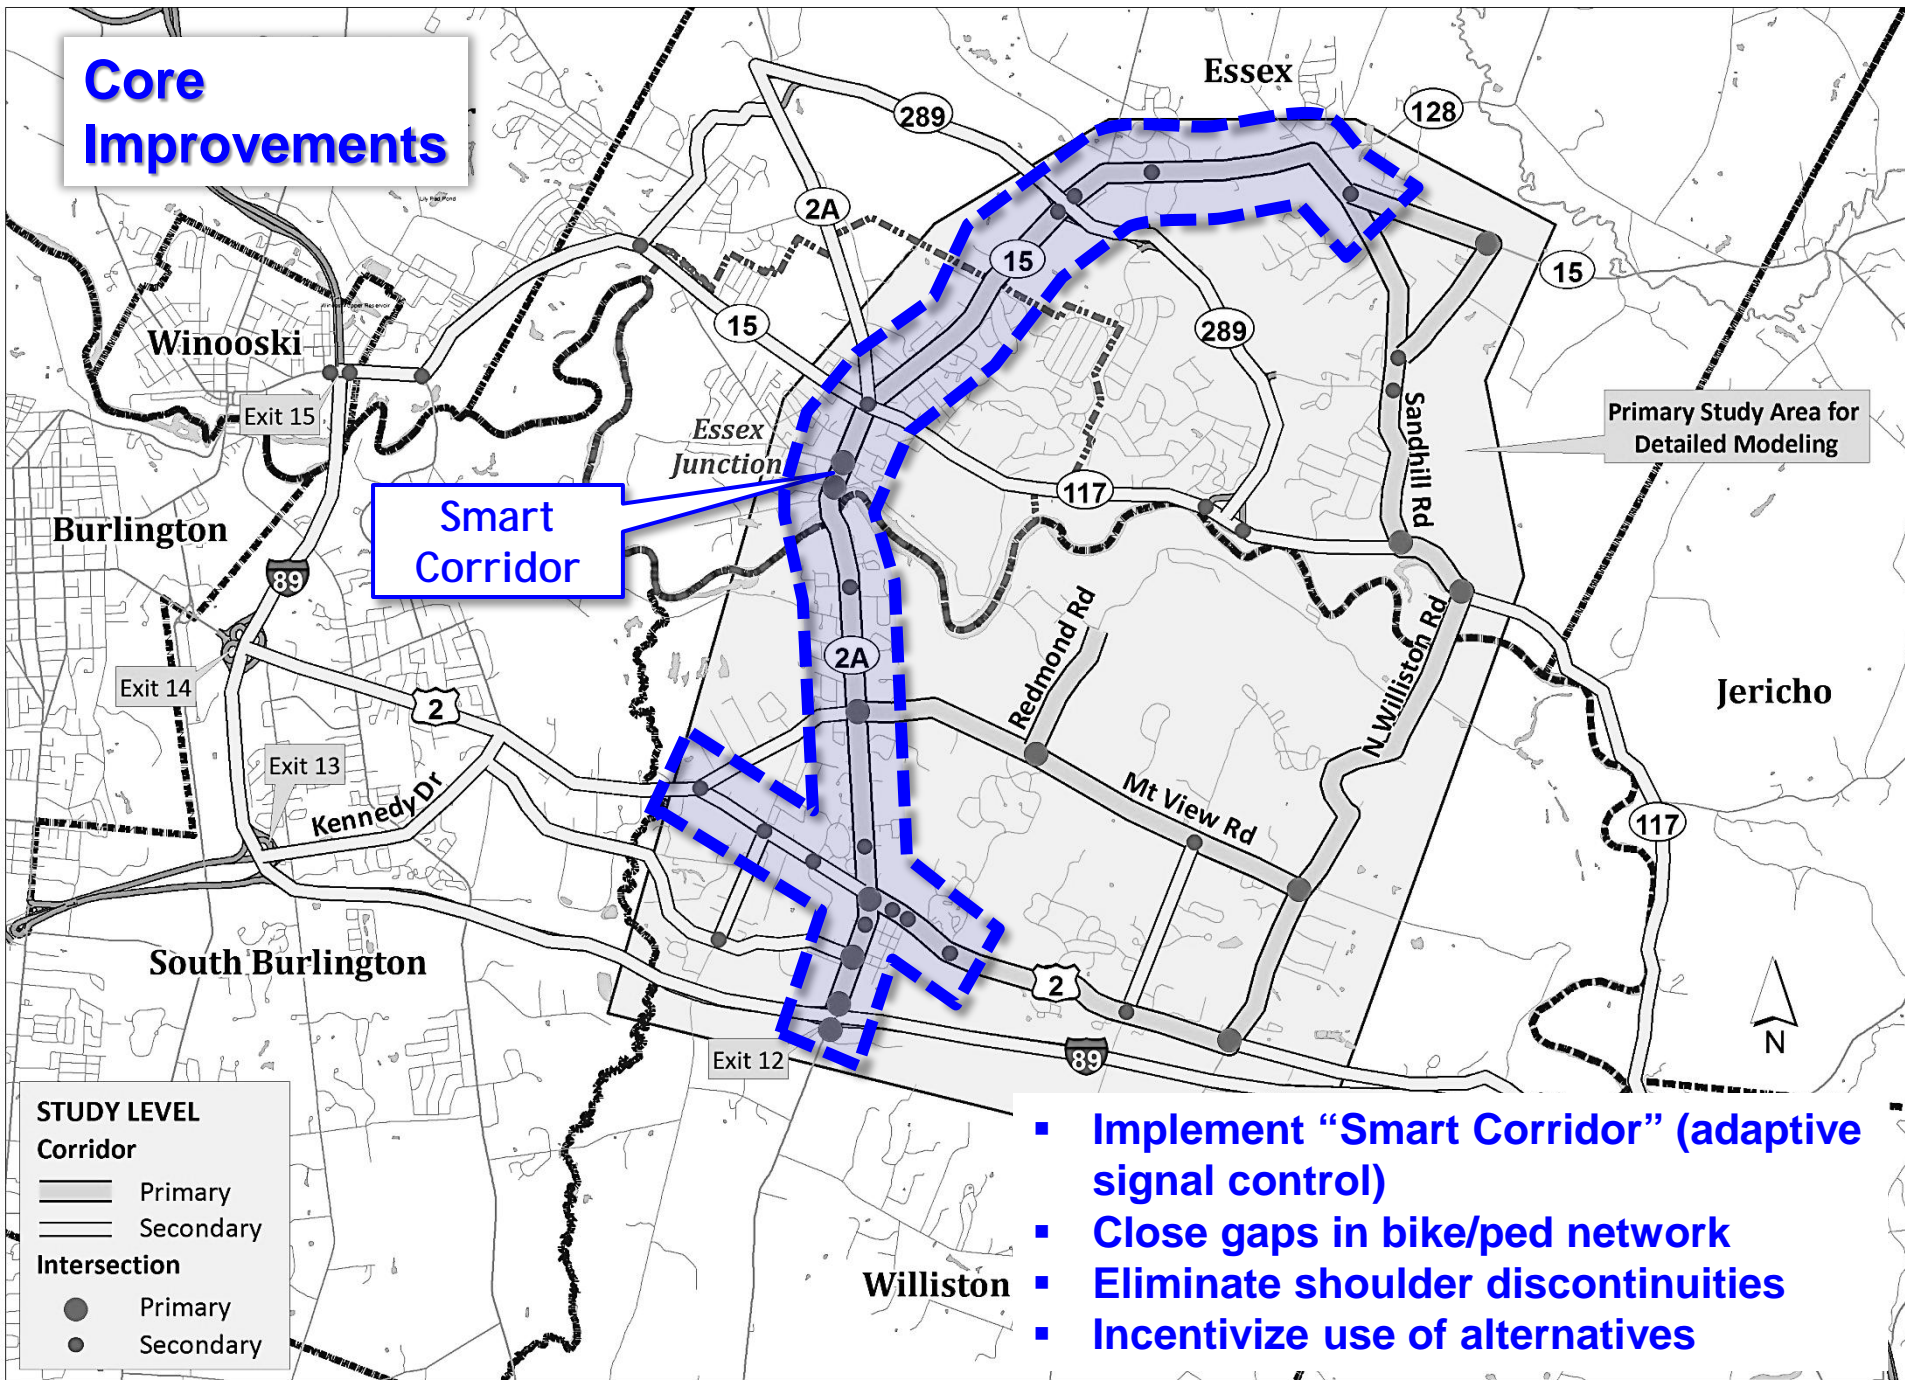 Core
Improvements
Essex
128
289
2A
15
15
15
289
Winooski
Exit 15
Essex
Junction
Primary Study Area for
Detailed Modeling
Sandhill Rd
Smart
Corridor
117
Burlington
89
Redmond Rd
2A
N Williston Rd
Exit 14
2
Jericho
Exit 13
Kennedy Dr
Mt View Rd
117
South Burlington
2
N
Exit 12
89
STUDY LEVEL
Corridor
Primary
Secondary
Intersection
Primary
Secondary
Williston
▪ Implement “Smart Corridor” (adaptive
signal control)
▪ Close gaps in bike/ped network
▪ Eliminate shoulder discontinuities
▪ Incentivize use of alternatives